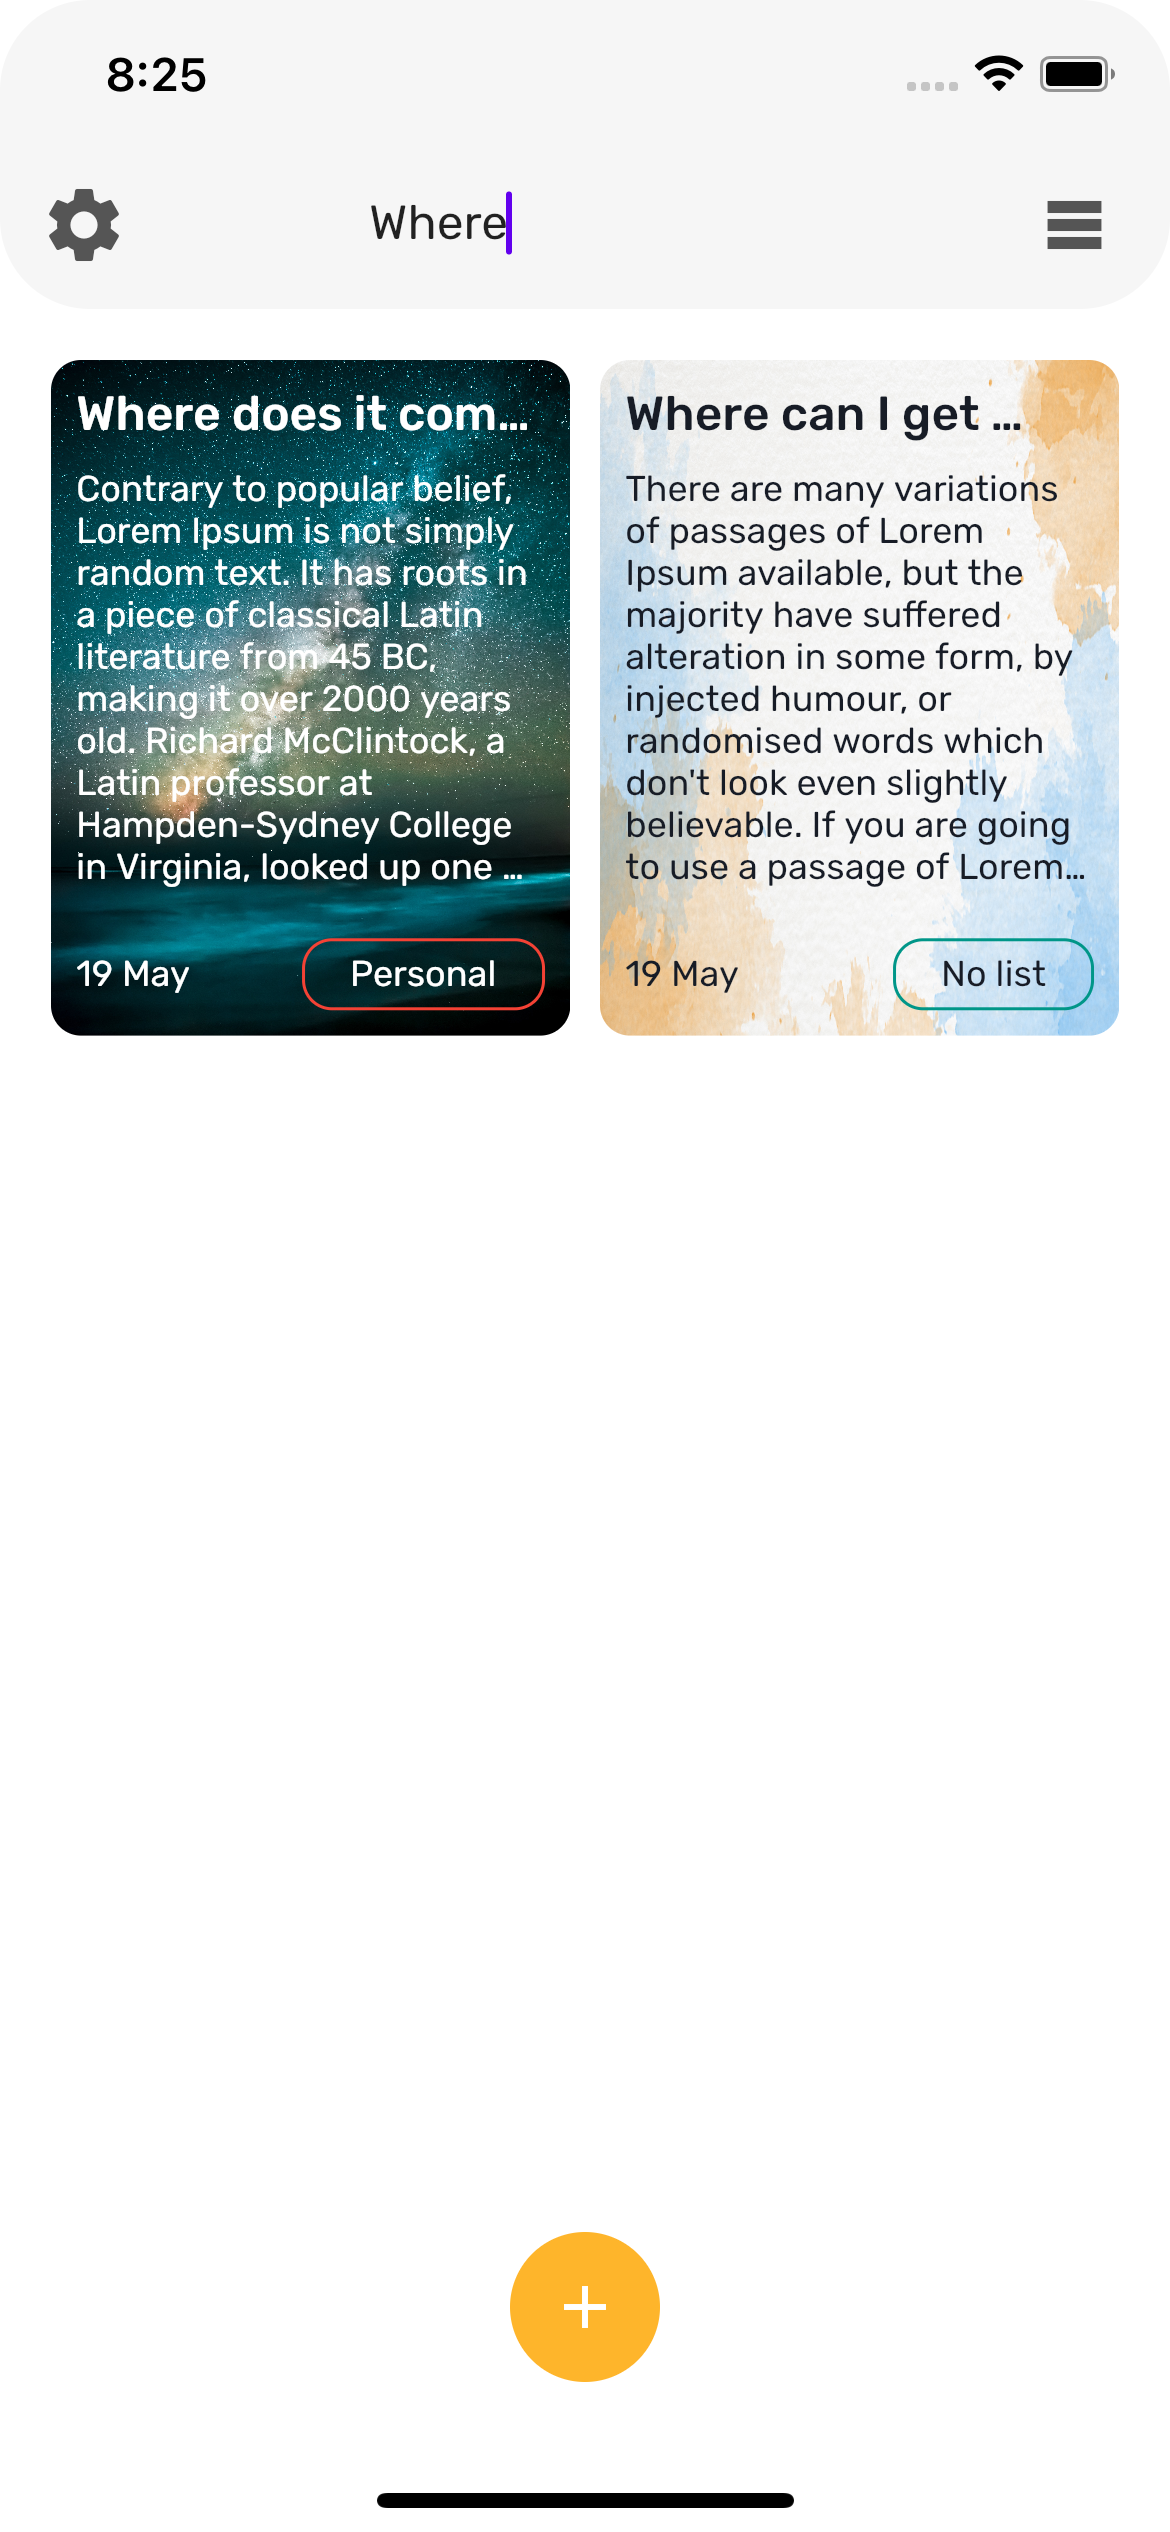 8:25
Where
Where does it com...
Contrary to popular belief,
Lorem Ipsum is not simply
random text. It has roots in
a piece of classical Latin
literature from 45 BC,
making it over 2000 years
old. Richard McClintock, a
Latin professor at
Hampden-Sydney College
in Virginia, looked up one ...
19 May
Personal
Where can I get ...
There are many variations
of passages of Lorem
Ipsum available, but the
majority have suffered
alteration in some form, by
injected humour, or
randomised words which
don't look even slightly
believable. If you are going
to use a passage of Lorem...
19 May
No list